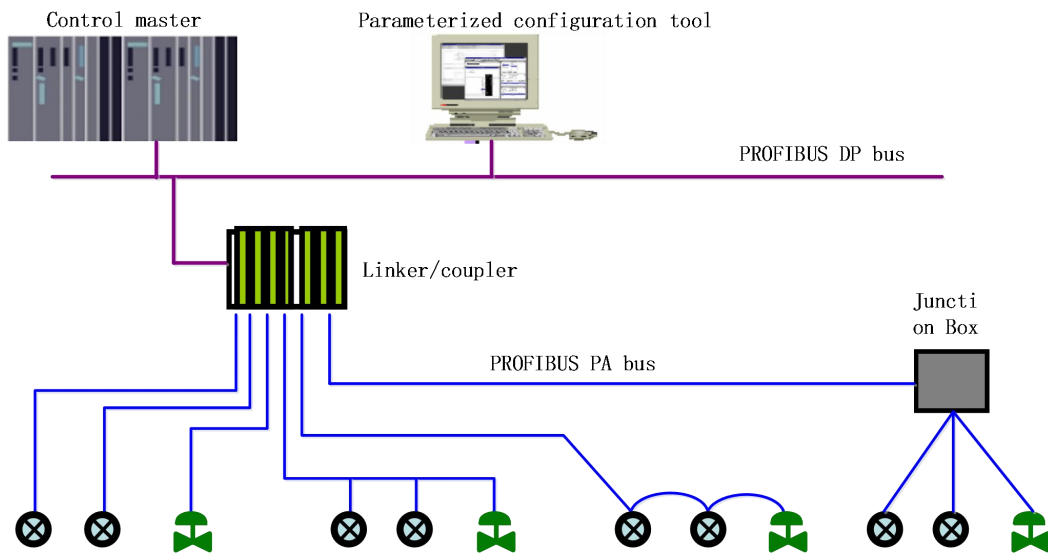 Control master
Parameterized configuration tool
PROFIBUS DP bus
Linker/coupler
Juncti
on Box
PROFIBUS PA bus